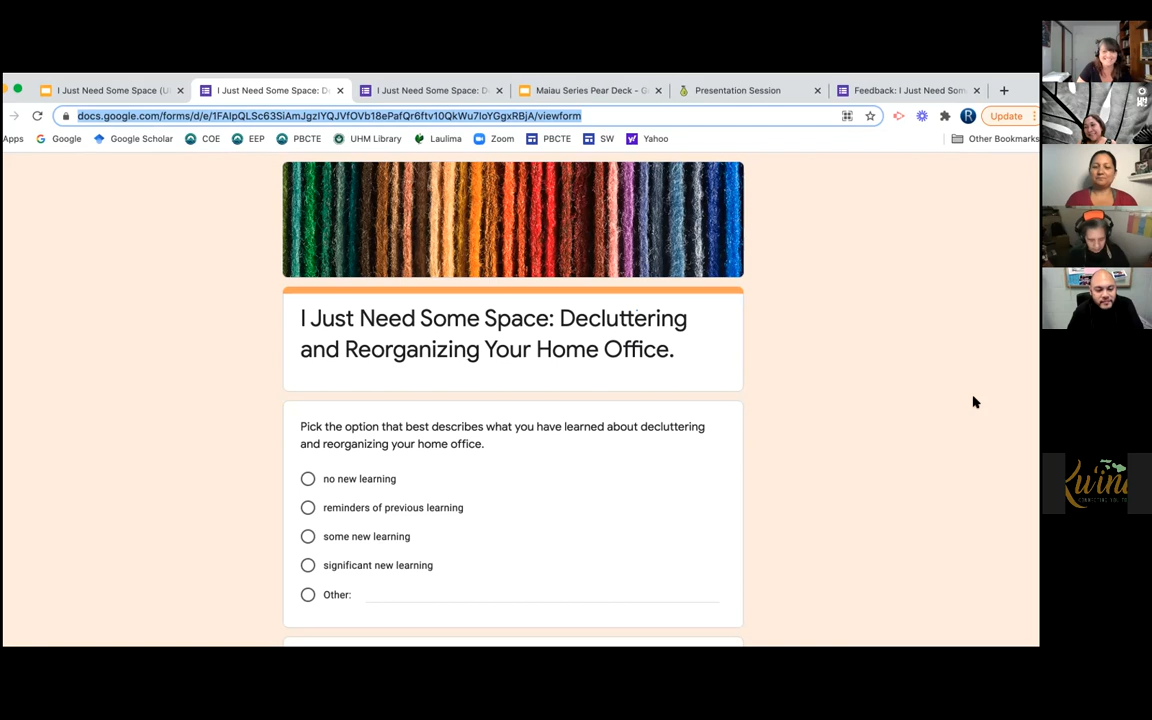 I Just Need Some Space (U
I Just Need Some Space: De
I Just Need Some Space: D
Maiau Series Pear Deck - G
Presentation Session
Feedback: I Just Need Som
docs.google.com/forms/d/e/1FAIpQLSc63SiAmJgzIYQJVfOVb18ePafQr6ftv10QkWu7IoYGgxRBjA/viewform
Update
Apps
Google
Google Scholar
COE
EEP
PBCTE
UHM Library
Laulima
Zoom
PBCTE
SW
Yahoo
Other Bookmarks
I Just Need Some Space: Decluttering
and Reorganizing Your Home Office.
Pick the option that best describes what you have learned about decluttering
and reorganizing your home office.
no new learning
reminders of previous learning
some new learning
significant new learning
Other: